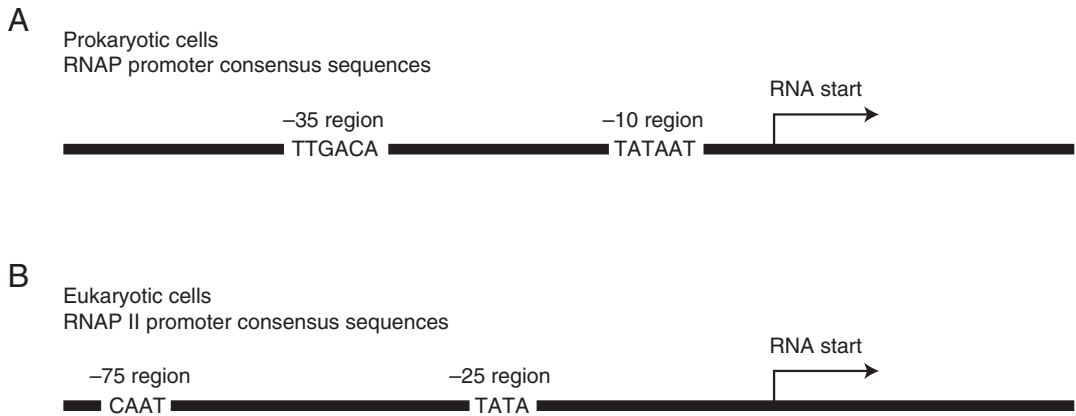 A
Prokaryotic cells
RNAP promoter consensus sequences
RNA start
–35 region
–10 region
TTGACA
TATAAT
B
Eukaryotic cells
RNAP II promoter consensus sequences
RNA start
–75 region
–25 region
CAAT
TATA